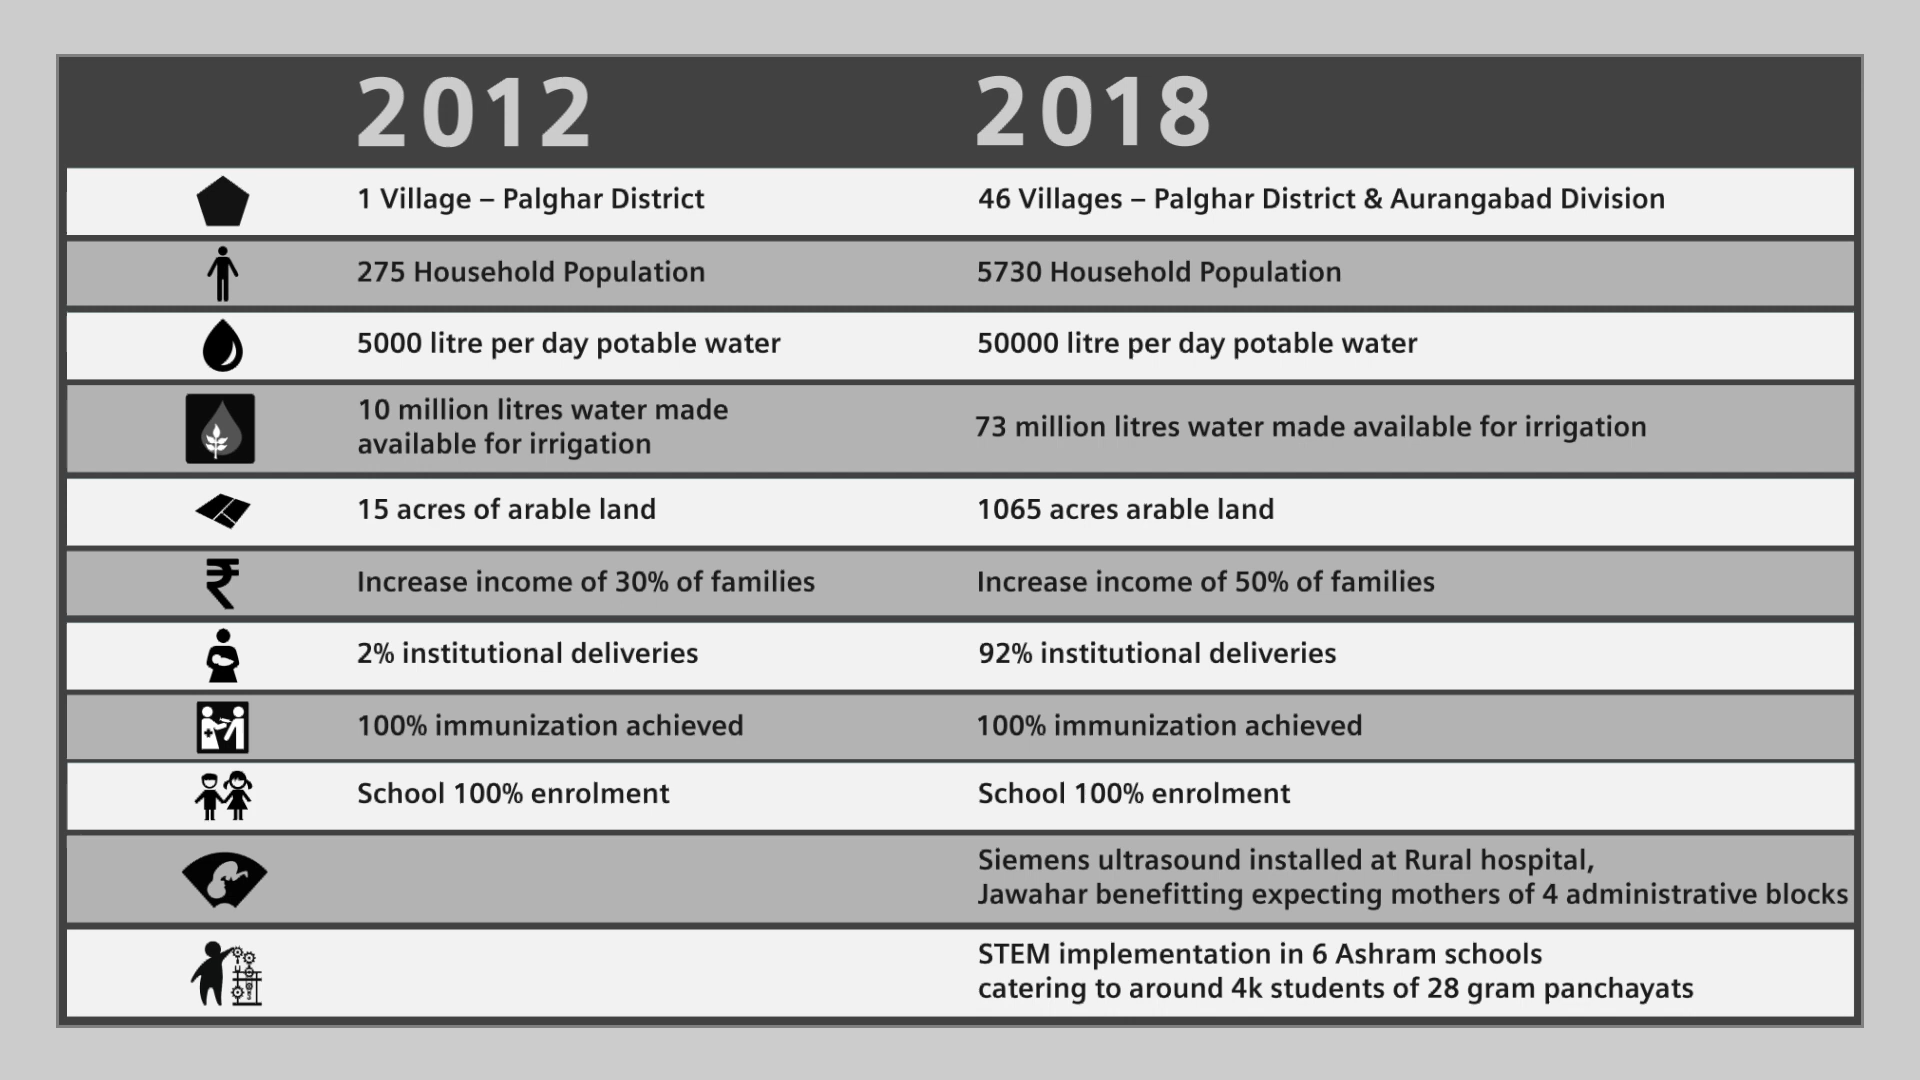 2012 2018
1 Village – Palghar District 46 Villages – Palghar District & Aurangabad Division
275 Household Population 5730 Household Population
5000 litre per day potable water 50000 litre per day potable water
10 million litres water made
available for irrigation
73 million litres water made available for irrigation
15 acres of arable land 1065 acres arable land
Increase income of 30% of families Increase income of 50% of families
2% institutional deliveries 92% institutional deliveries
100% immunization achieved 100% immunization achieved
School 100% enrolment School 100% enrolment
Siemens ultrasound installed at Rural hospital,
Jawahar benefitting expecting mothers of 4 administrative blocks
STEM implementation in 6 Ashram schools
catering to around 4k students of 28 gram panchayats